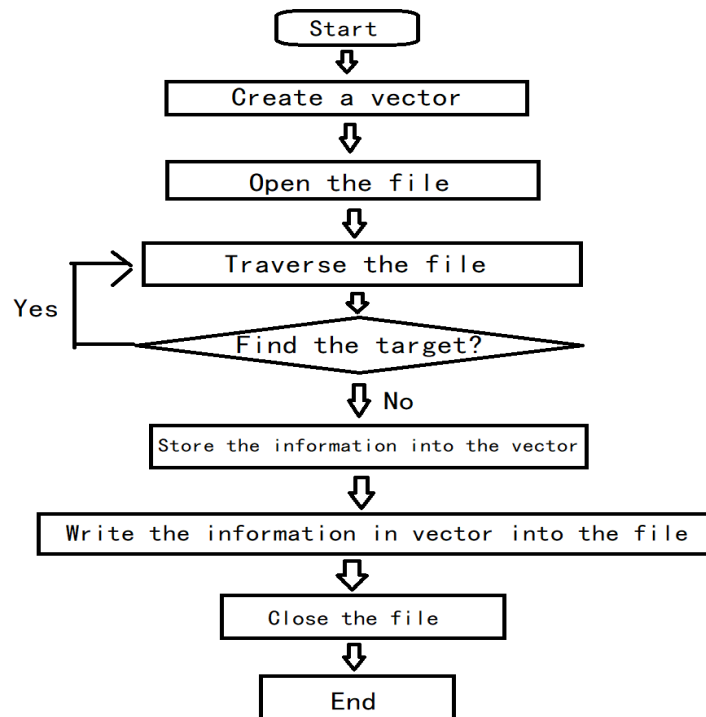 Start
Create a vector
Open the file
Traverse the file
Yes
Find the target?
No
Store the information into the vector
Write the information in vector into the file
Close the file
End